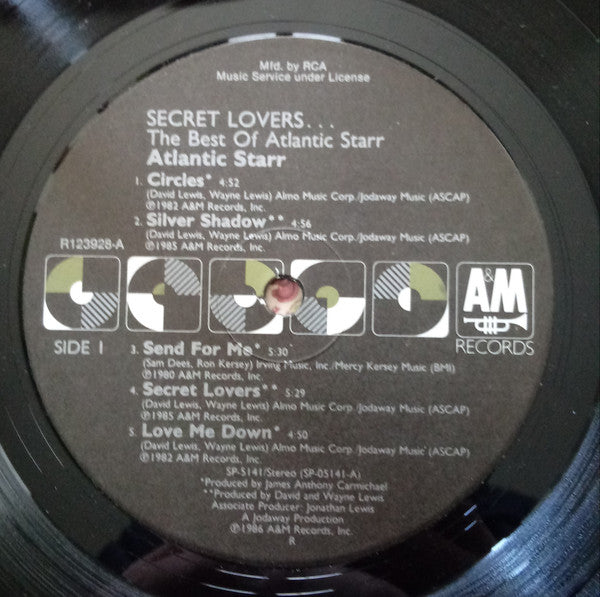 Mfd. by RCA
Music Service under License
SECRET LOVERS...
The Best Of Atlantic Starr
Atlantic Starr
1. Circles* 4:52
(David Lewis, Wayne Lewis) Almo Music Corp./Jodaway Music (ASCAP)
℗1982 A&M Records, Inc.
2. Silver Shadow** 4:56
(David Lewis, Wayne Lewis) Almo Music Corp./Jodaway Music (ASCAP)
℗1985 A&M Records, Inc.
R123928-A
A&M
SIDE 1
RECORDS
3. Send For Me* 5:30
(Sam Dees, Ron Kersey) Irving Music, Inc./Mercy Kersey Music (BMI)
℗1980 A&M Records, Inc.
4. Secret Lovers** 5:29
(David Lewis, Wayne Lewis) Almo Music Corp./Jodaway Music (ASCAP)
℗1985 A&M Records, Inc.
5. Love Me Down* 4:50
(David Lewis, Wayne Lewis) Almo Music Corp./Jodaway Music (ASCAP)
℗1982 A&M Records, Inc.
SP-5141/Stereo (SP-05141-A)
*Produced by James Anthony Carmichael
**Produced by David and Wayne Lewis
Associate Producer: Jonathan Lewis
A Jodaway Production
℗1986 A&M Records, Inc.
R